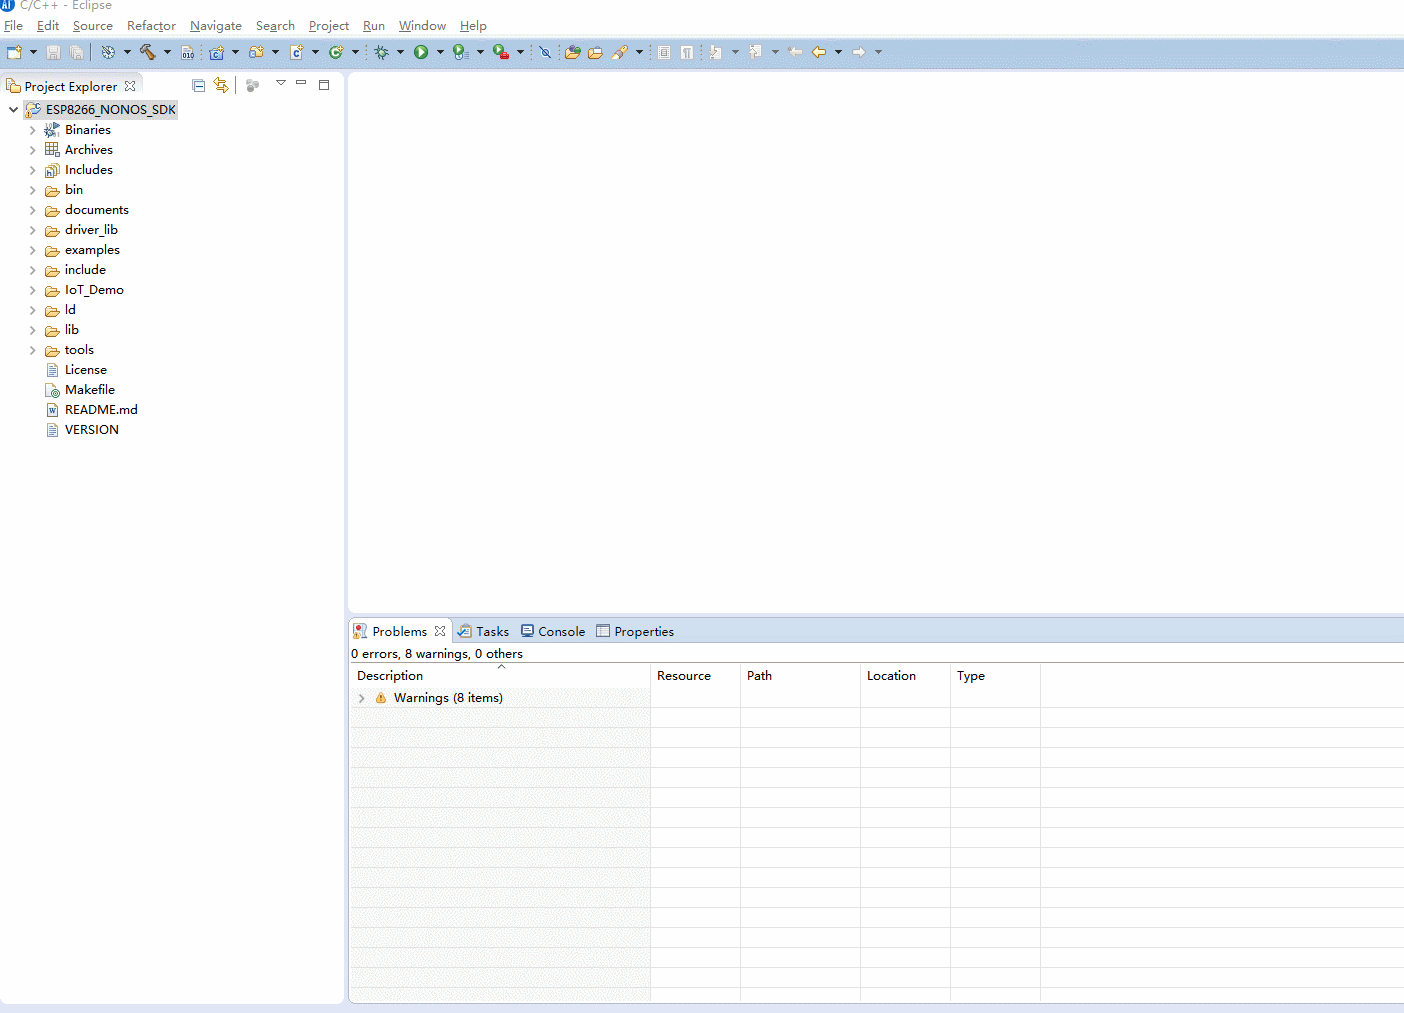 C/C++ - Eclipse
File Edit Source Refactor Navigate Search Project Run Window Help
Project Explorer
ESP8266_NONOS_SDK
Binaries
Archives
Includes
bin
documents
driver_lib
examples
include
IoT_Demo
ld
lib
tools
License
Makefile
README.md
VERSION
Problems Tasks Console Properties
0 errors, 8 warnings, 0 others
Description Resource Path Location Type
Warnings (8 items)